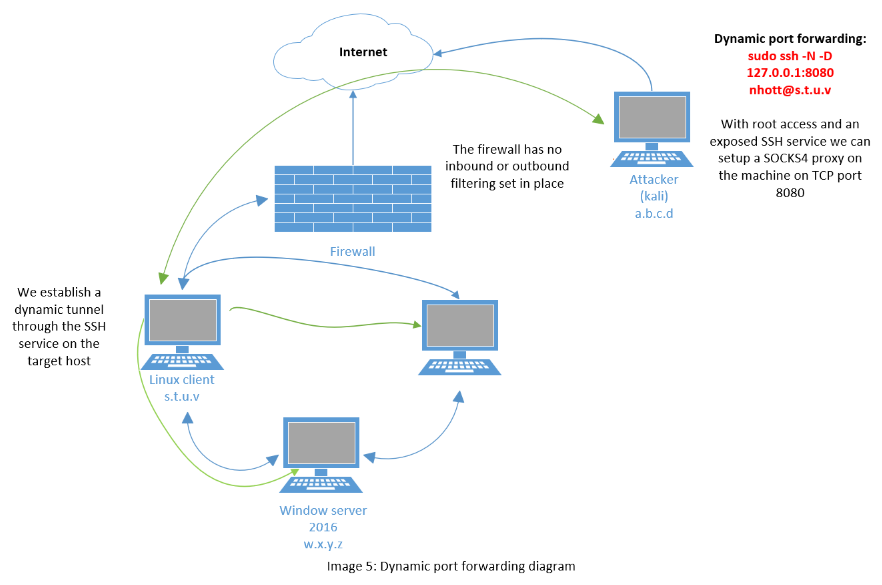 Internet
Dynamic port forwarding:
sudo ssh -N -D
127.0.0.1:8080
nhott@s.t.u.v
With root access and an
exposed SSH service we can
setup a SOCKS4 proxy on
the machine on TCP port
8080
The firewall has no
inbound or outbound
filtering set in place
Attacker
(kali)
a.b.c.d
Firewall
We establish a
dynamic tunnel
through the SSH
service on the
target host
Linux client
s.t.u.v
Window server
2016
w.x.y.z
Image 5: Dynamic port forwarding diagram